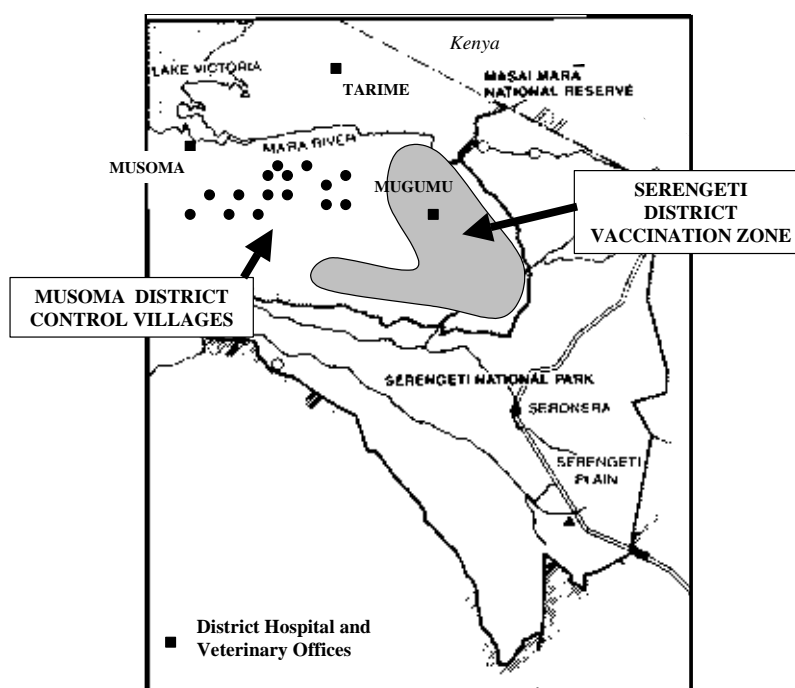 Kenya
LAKE VICTORIA
TARIME
MASAI MARA
NATIONAL RESERVE
MARA RIVER
MUSOMA
MUGUMU
SERENGETI
DISTRICT
VACCINATION ZONE
MUSOMA DISTRICT
CONTROL VILLAGES
SERENGETI NATIONAL PARK
SERONERA
SERENGETI
PLAIN
District Hospital and
Veterinary Offices